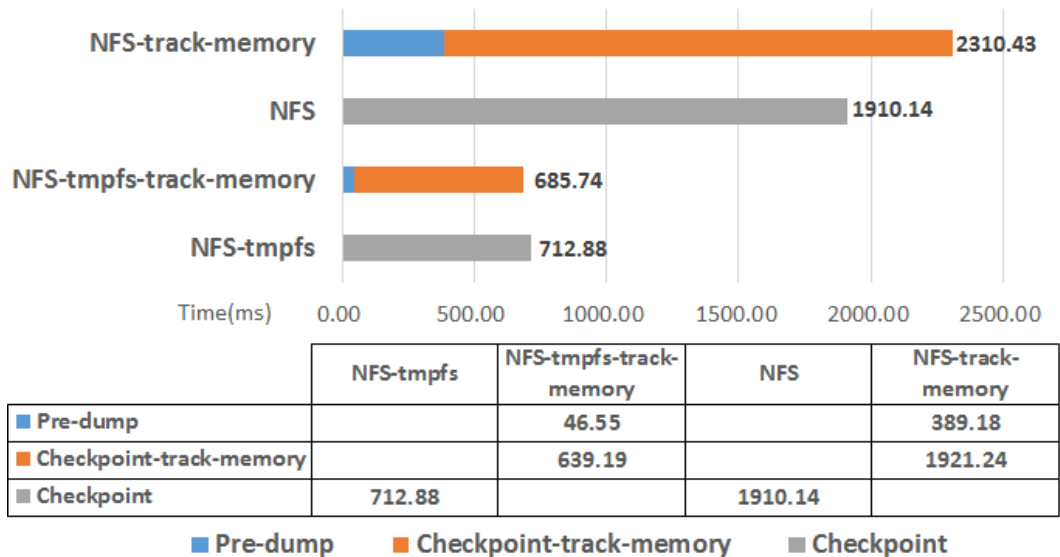 NFS-track-memory 2310.43
NFS 1910.14
NFS-tmpfs-track-memory 685.74
NFS-tmpfs 712.88
Time(ms) 0.00 500.00 1000.00 1500.00 2000.00 2500.00
NFS-tmpfs NFS-tmpfs-track-memory NFS NFS-track-memory
Pre-dump 46.55 389.18
Checkpoint-track-memory 639.19 1921.24
Checkpoint 712.88 1910.14
Pre-dump Checkpoint-track-memory Checkpoint